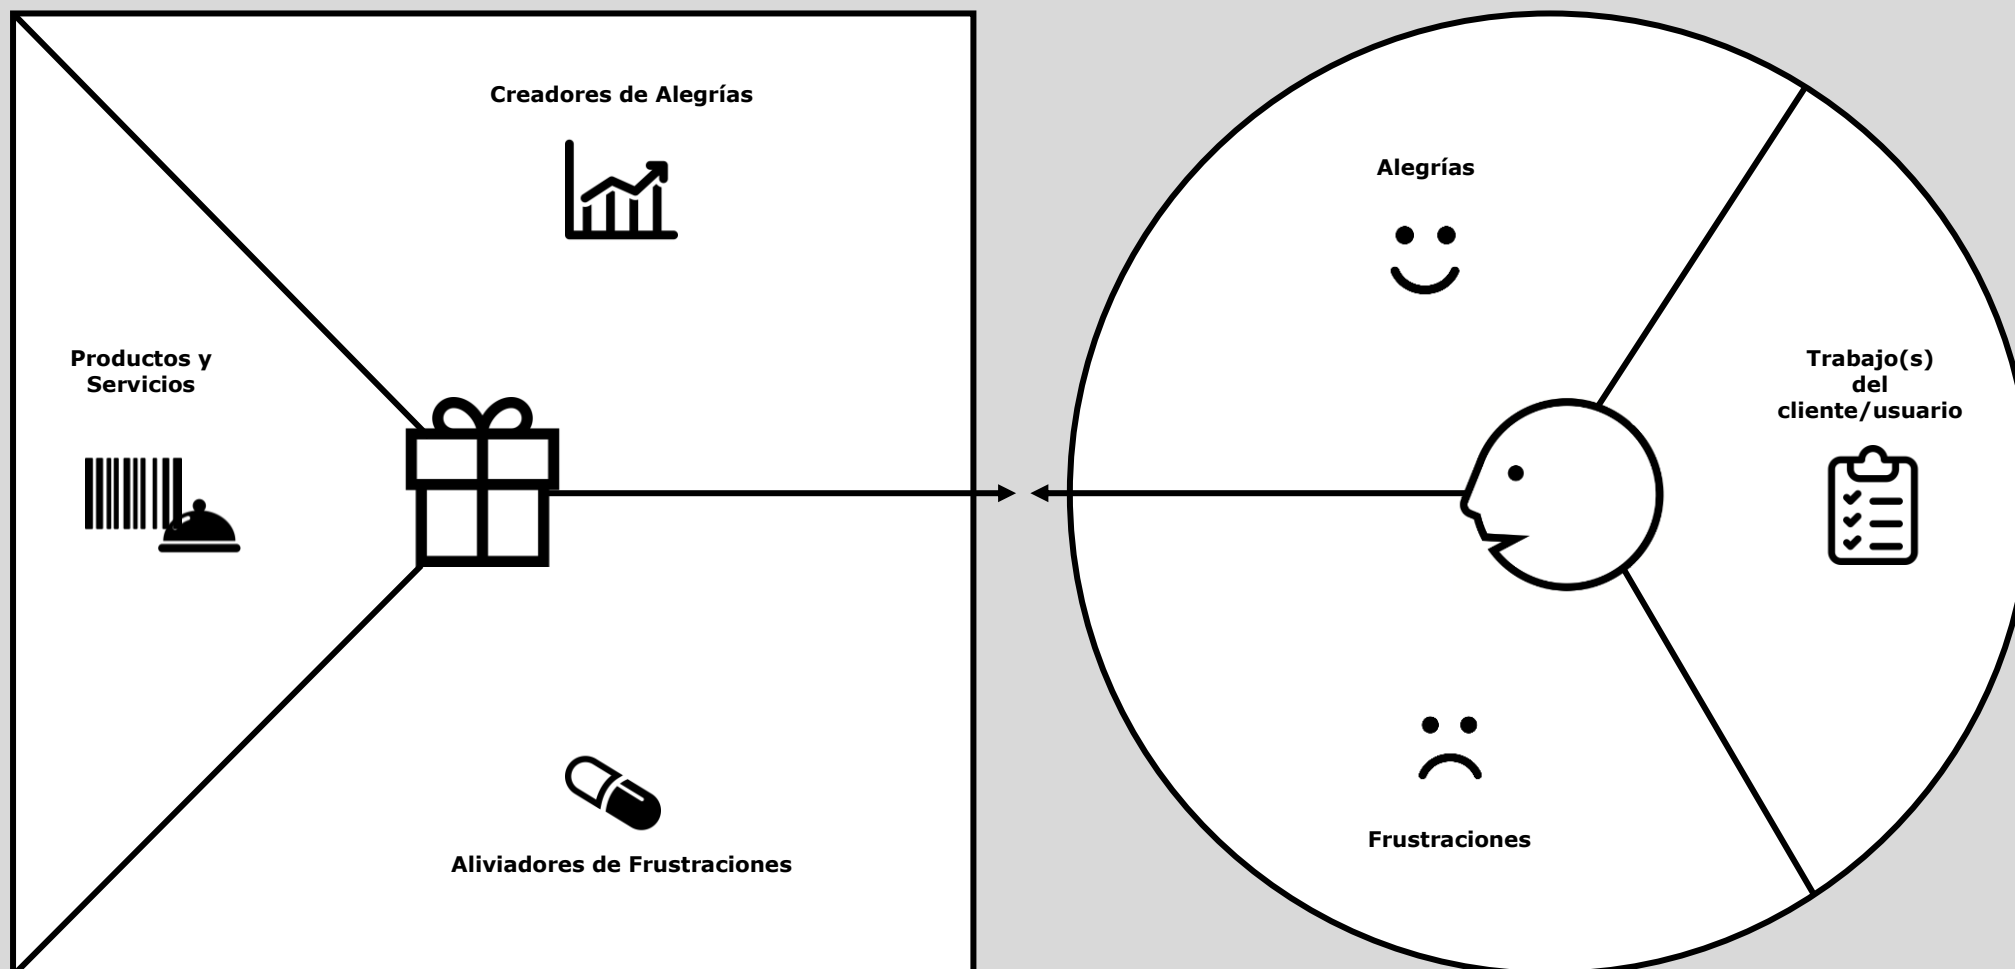 Creadores de Alegrías
Productos y
Servicios
Aliviadores de Frustraciones
Alegrías
Trabajo(s)
del
cliente/usuario
Frustraciones